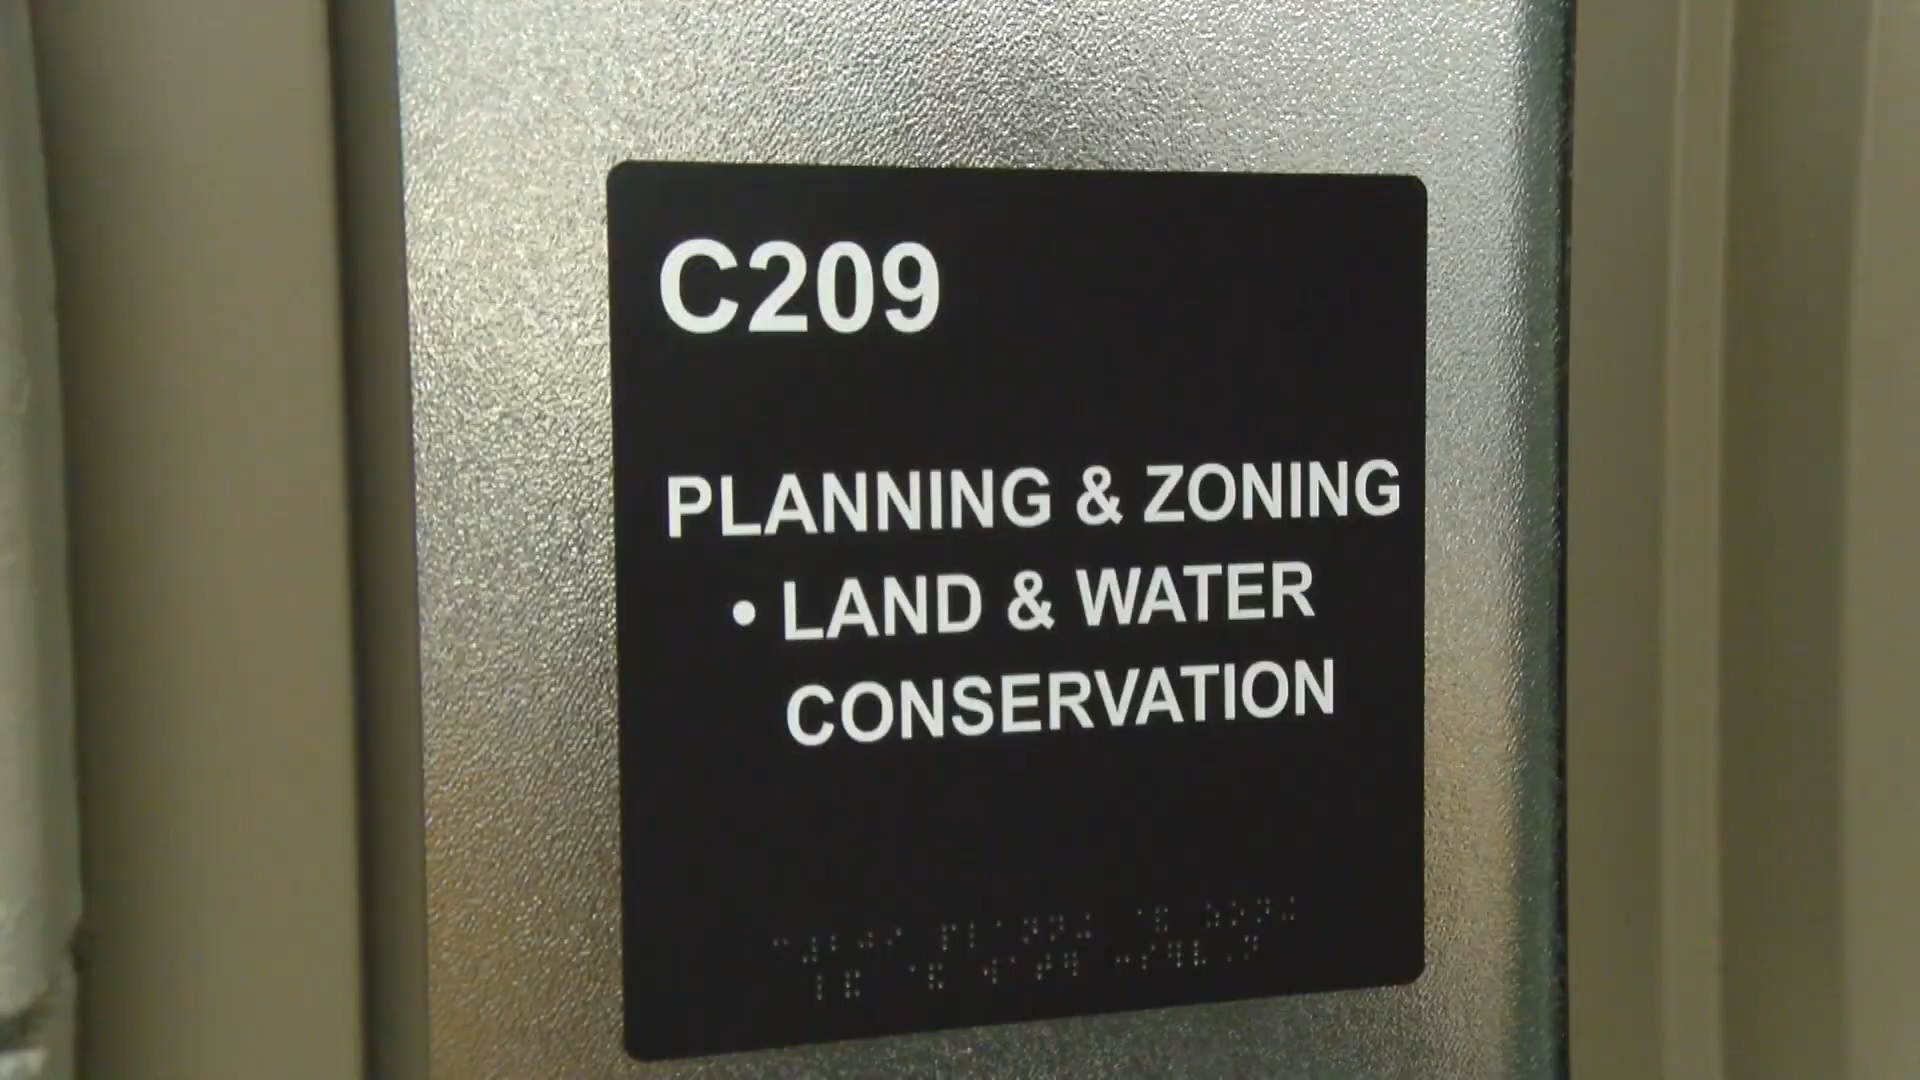 C209
PLANNING & ZONING
• LAND & WATER
CONSERVATION